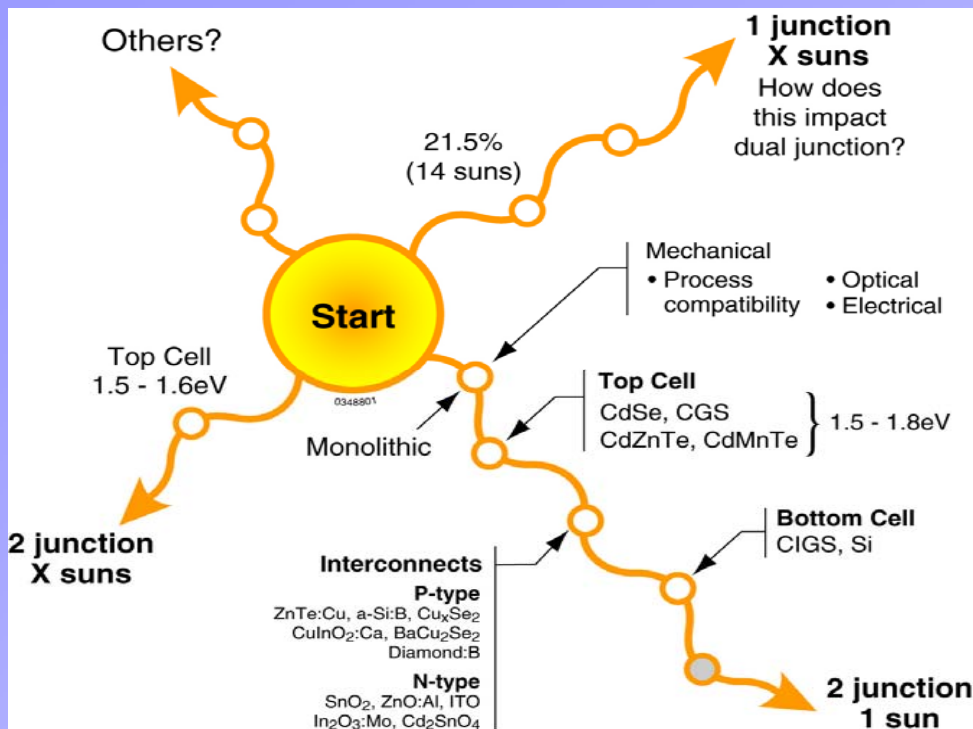 Others?
1 junction
X suns
How does
this impact
dual junction?
21.5%
(14 suns)
Mechanical
• Process
compatibility
• Optical
• Electrical
Start
0348801
Top Cell
1.5 - 1.6eV
Monolithic
Top Cell
CdSe, CGS
CdZnTe, CdMnTe
1.5 - 1.8eV
2 junction
X suns
Bottom Cell
CIGS, Si
Interconnects
P-type
ZnTe:Cu, a-Si:B, CuₓSe₂
CuInO₂:Ca, BaCu₂Se₂
Diamond:B
N-type
SnO₂, ZnO:Al, ITO
In₂O₃:Mo, Cd₂SnO₄
2 junction
1 sun